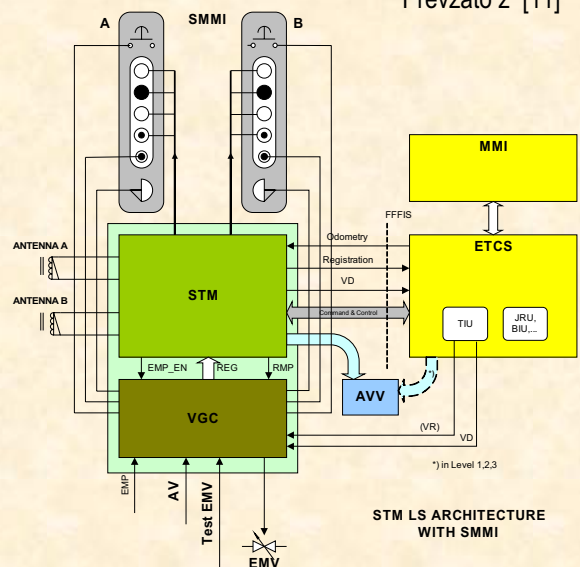 Převzato z [11]
A
SMMI
B
MMI
FFFIS
ETCS
ANTENNA A
Odometry
Registration
STM
VD
ANTENNA B
Command & Control
TIU
JRU,
BIU,...
EMP_EN
REG
RMP
*)
AVV
VGC
(VR)
VD
*) in Level 1,2,3
EMP
AV
Test EMV
EMV
STM LS ARCHITECTURE
WITH SMMI